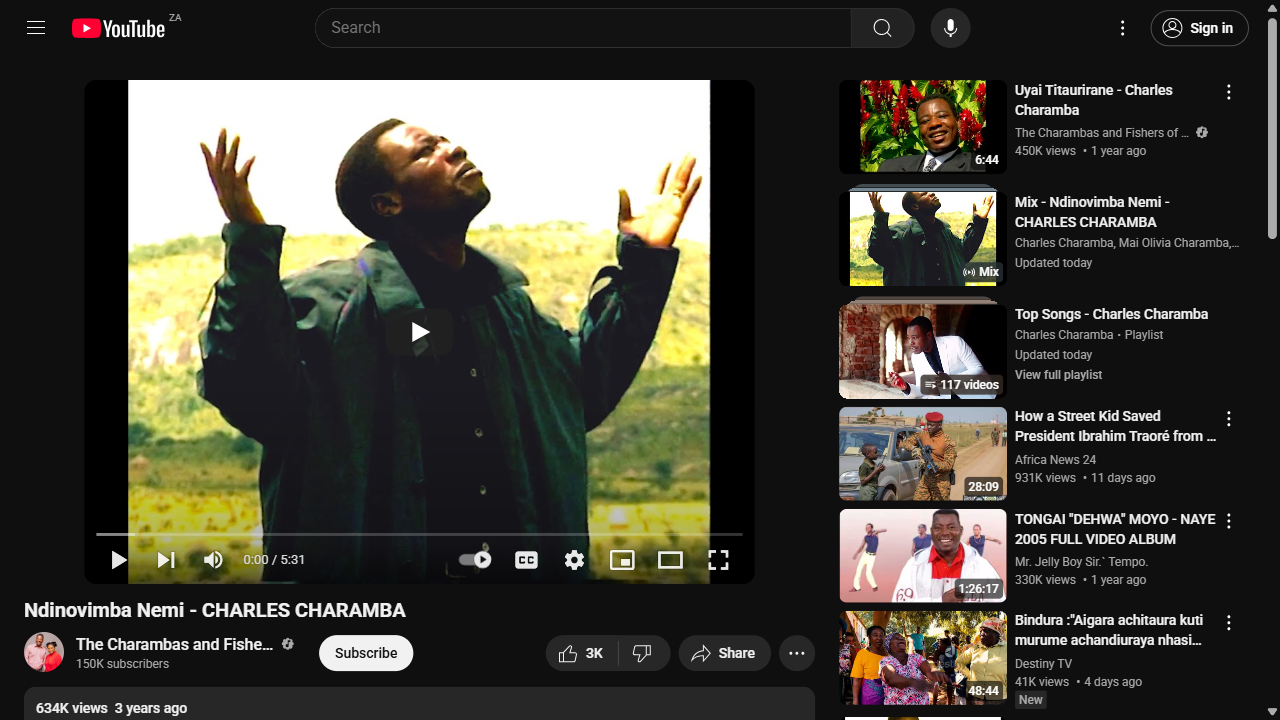 YouTube ZA
Search
Sign in
0:00 / 5:31
CC
Ndinovimba Nemi - CHARLES CHARAMBA
The Charambas and Fishe...
150K subscribers
Subscribe
3K
Share
634K views 3 years ago
6:44
Uyai Titaurirane - Charles
Charamba
The Charambas and Fishers of ...
450K views • 1 year ago
Mix
Mix - Ndinovimba Nemi -
CHARLES CHARAMBA
Charles Charamba, Mai Olivia Charamba,...
Updated today
117 videos
Top Songs - Charles Charamba
Charles Charamba • Playlist
Updated today
View full playlist
28:09
How a Street Kid Saved
President Ibrahim Traoré from ...
Africa News 24
931K views • 11 days ago
1:26:17
TONGAI "DEHWA" MOYO - NAYE
2005 FULL VIDEO ALBUM
Mr. Jelly Boy Sir.` Tempo.
330K views • 1 year ago
48:44
Bindura :"Aigara achitaura kuti
murume achandiuraya nhasi...
Destiny TV
41K views • 4 days ago
New